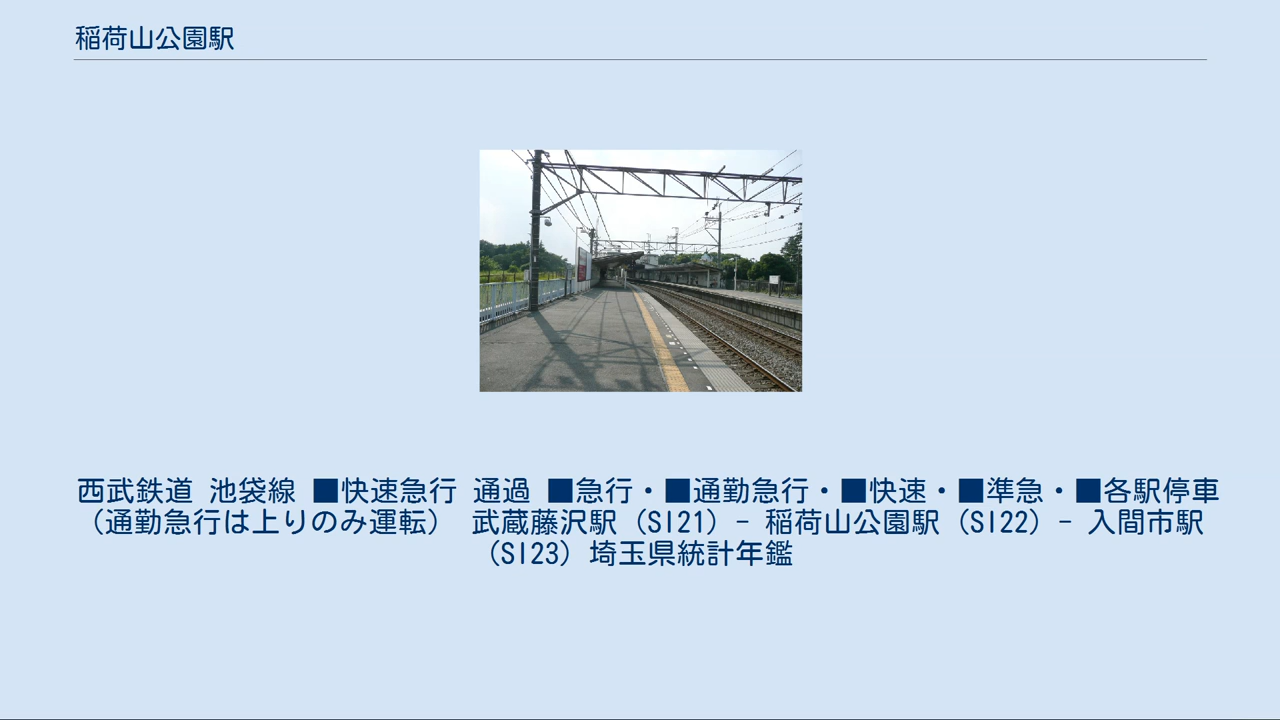 稲荷山公園駅
西武鉄道 池袋線 ■快速急行 通過 ■急行・■通勤急行・■快速・■準急・■各駅停車
（通勤急行は上りのみ運転） 武蔵藤沢駅（SI21）- 稲荷山公園駅（SI22）- 入間市駅
（SI23）埼玉県統計年鑑